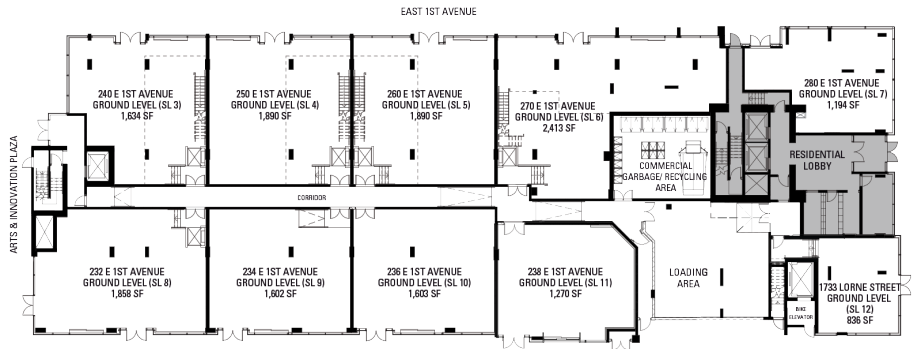 EAST 1ST AVENUE
ARTS & INNOVATION PLAZA
240 E 1ST AVENUE
GROUND LEVEL (SL 3)
1,634 SF
250 E 1ST AVENUE
GROUND LEVEL (SL 4)
1,890 SF
260 E 1ST AVENUE
GROUND LEVEL (SL 5)
1,890 SF
270 E 1ST AVENUE
GROUND LEVEL (SL 6)
2,413 SF
280 E 1ST AVENUE
GROUND LEVEL (SL 7)
1,194 SF
COMMERCIAL
GARBAGE/ RECYCLING
AREA
RESIDENTIAL
LOBBY
CORRIDOR
232 E 1ST AVENUE
GROUND LEVEL (SL 8)
1,858 SF
234 E 1ST AVENUE
GROUND LEVEL (SL 9)
1,602 SF
236 E 1ST AVENUE
GROUND LEVEL (SL 10)
1,603 SF
238 E 1ST AVENUE
GROUND LEVEL (SL 11)
1,270 SF
LOADING
AREA
BIKE
ELEVATOR
1733 LORNE STREET
GROUND LEVEL
(SL 12)
836 SF